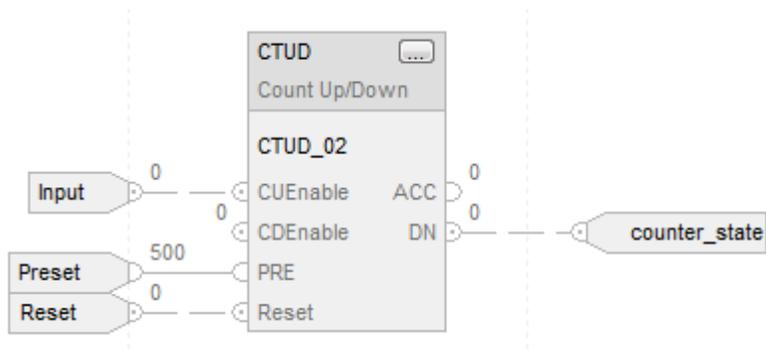 CTUD ...
Count Up/Down
CTUD_02
0 0
Input CUEnable ACC
0 0
CDEnable DN counter_state
500
Preset PRE
0
Reset Reset